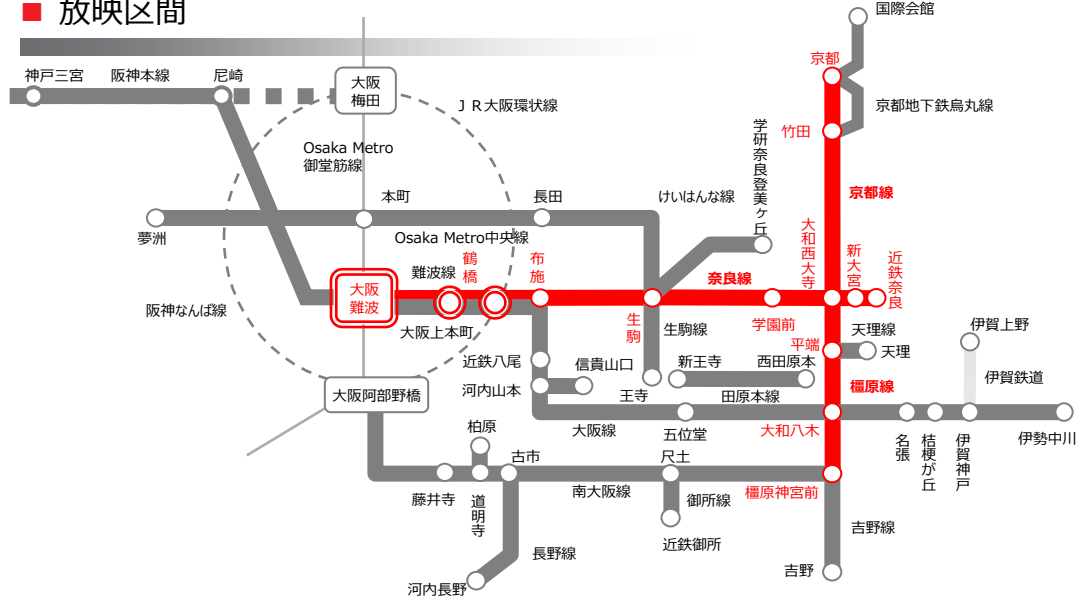 ■ 放映区間
国際会館
京都
神戸三宮
阪神本線
尼崎
大阪
梅田
ＪＲ大阪環状線
京都地下鉄烏丸線
竹田
学研奈良登美ヶ丘
Osaka Metro
御堂筋線
京都線
本町
長田
けいはんな線
夢洲
Osaka Metro中央線
大和西大寺
新大宮
近鉄奈良
難波線
鶴橋
布施
奈良線
大阪
難波
阪神なんば線
大阪上本町
生駒
生駒線
学園前
平端
天理線
天理
伊賀上野
近鉄八尾
信貴山口
新王寺
西田原本
伊賀鉄道
河内山本
王寺
田原本線
橿原線
大阪阿部野橋
大阪線
五位堂
大和八木
名張
桔梗が丘
伊賀神戸
伊勢中川
柏原
古市
尺土
藤井寺
道明寺
南大阪線
御所線
橿原神宮前
近鉄御所
吉野線
長野線
河内長野
吉野